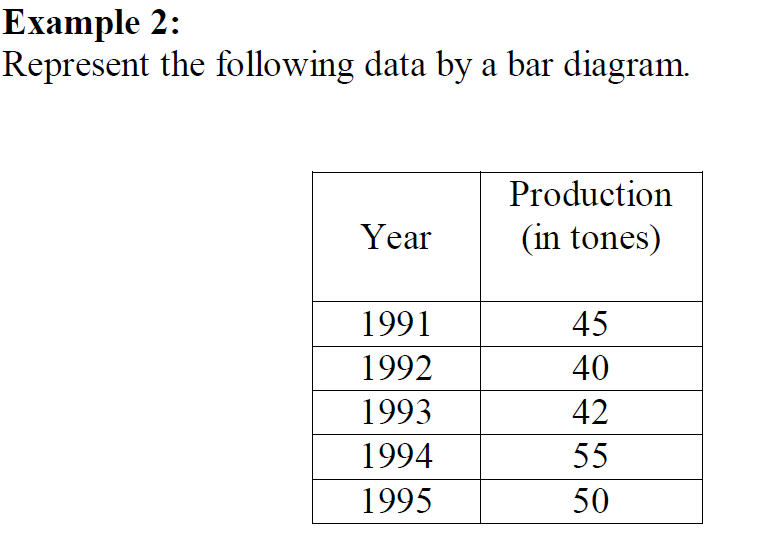 Example 2:
Represent the following data by a bar diagram.
Year Production (in tones)
1991 45
1992 40
1993 42
1994 55
1995 50